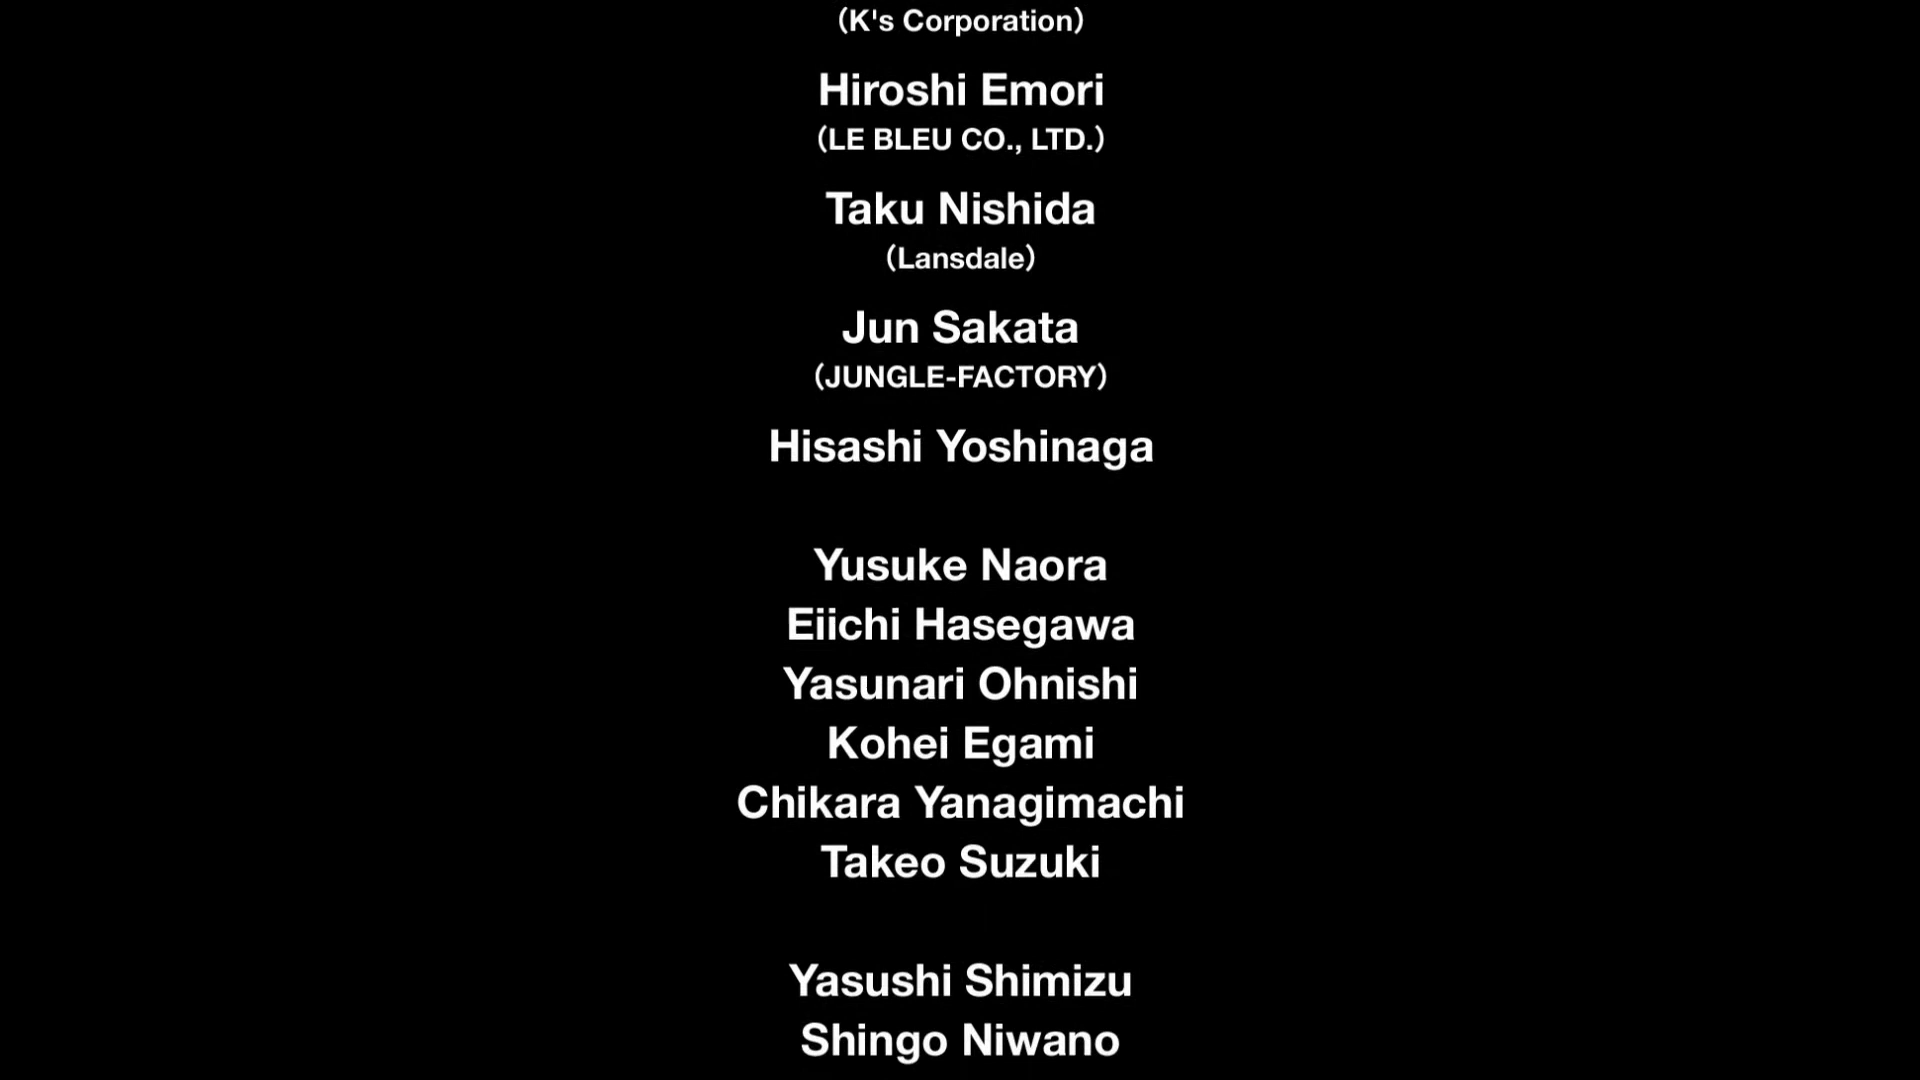 (K's Corporation)
Hiroshi Emori
(LE BLEU CO., LTD.)
Taku Nishida
(Lansdale)
Jun Sakata
(JUNGLE-FACTORY)
Hisashi Yoshinaga
Yusuke Naora
Eiichi Hasegawa
Yasunari Ohnishi
Kohei Egami
Chikara Yanagimachi
Takeo Suzuki
Yasushi Shimizu
Shingo Niwano